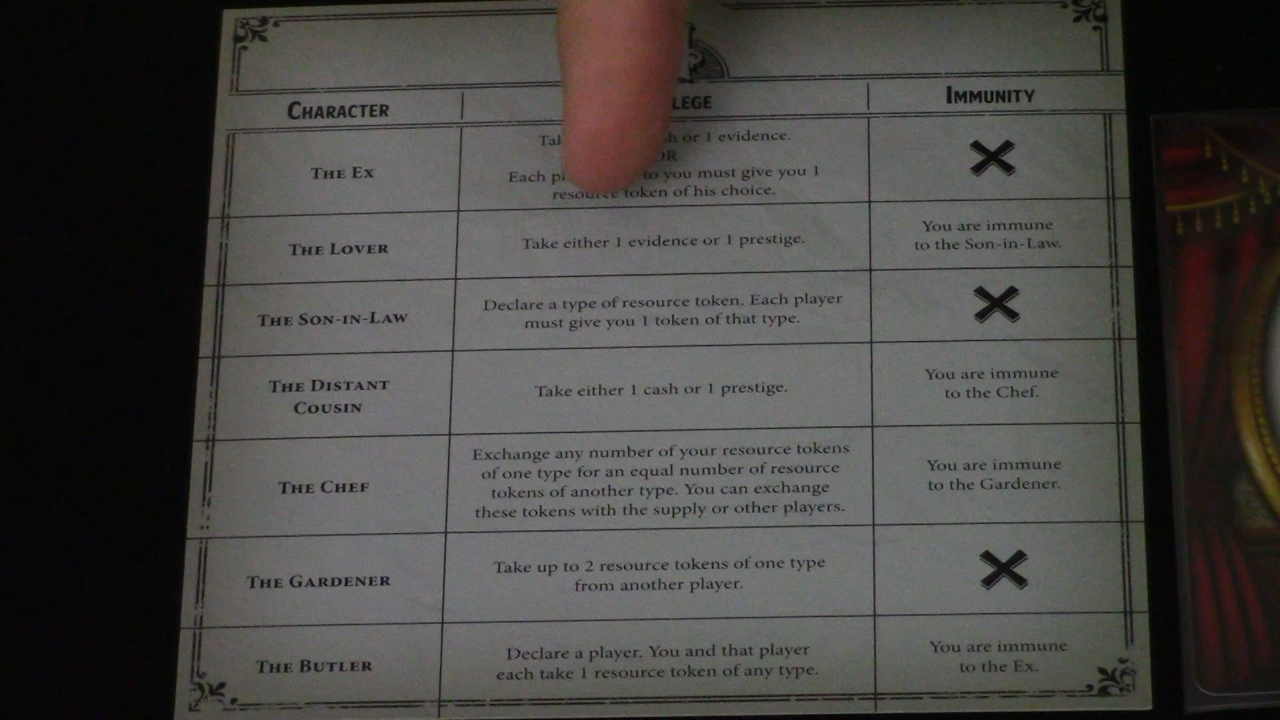 CHARACTER
LEGE
IMMUNITY
THE EX
or 1 evidence.
OR
Each to you must give you 1
resource token of his choice.
THE LOVER
Take either 1 evidence or 1 prestige.
You are immune
to the Son-in-Law.
THE SON-IN-LAW
Declare a type of resource token. Each player
must give you 1 token of that type.
THE DISTANT
COUSIN
Take either 1 cash or 1 prestige.
You are immune
to the Chef.
THE CHEF
Exchange any number of your resource tokens
of one type for an equal number of resource
tokens of another type. You can exchange
these tokens with the supply or other players.
You are immune
to the Gardener.
THE GARDENER
Take up to 2 resource tokens of one type
from another player.
THE BUTLER
Declare a player. You and that player
each take 1 resource token of any type.
You are immune
to the Ex.